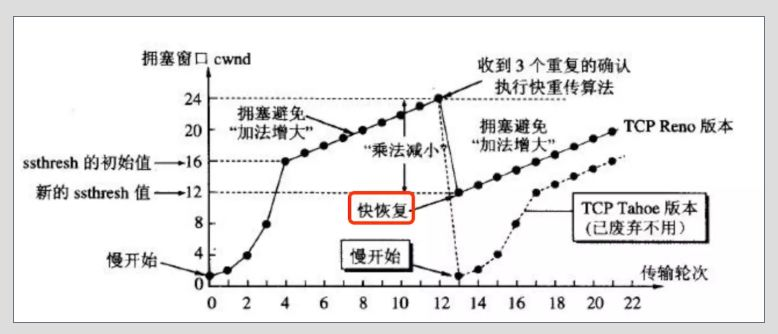 拥塞窗口 cwnd
收到 3 个重复的确认
执行快重传算法
24
拥塞避免
“加法增大”
20
“乘法减小”
拥塞避免
“加法增大”
TCP Reno 版本
ssthresh 的初始值
16
新的 ssthresh 值
12
快恢复
TCP Tahoe 版本
(已废弃不用)
8
慢开始
4
慢开始
传输轮次
0
0 2 4 6 8 10 12 14 16 18 20 22